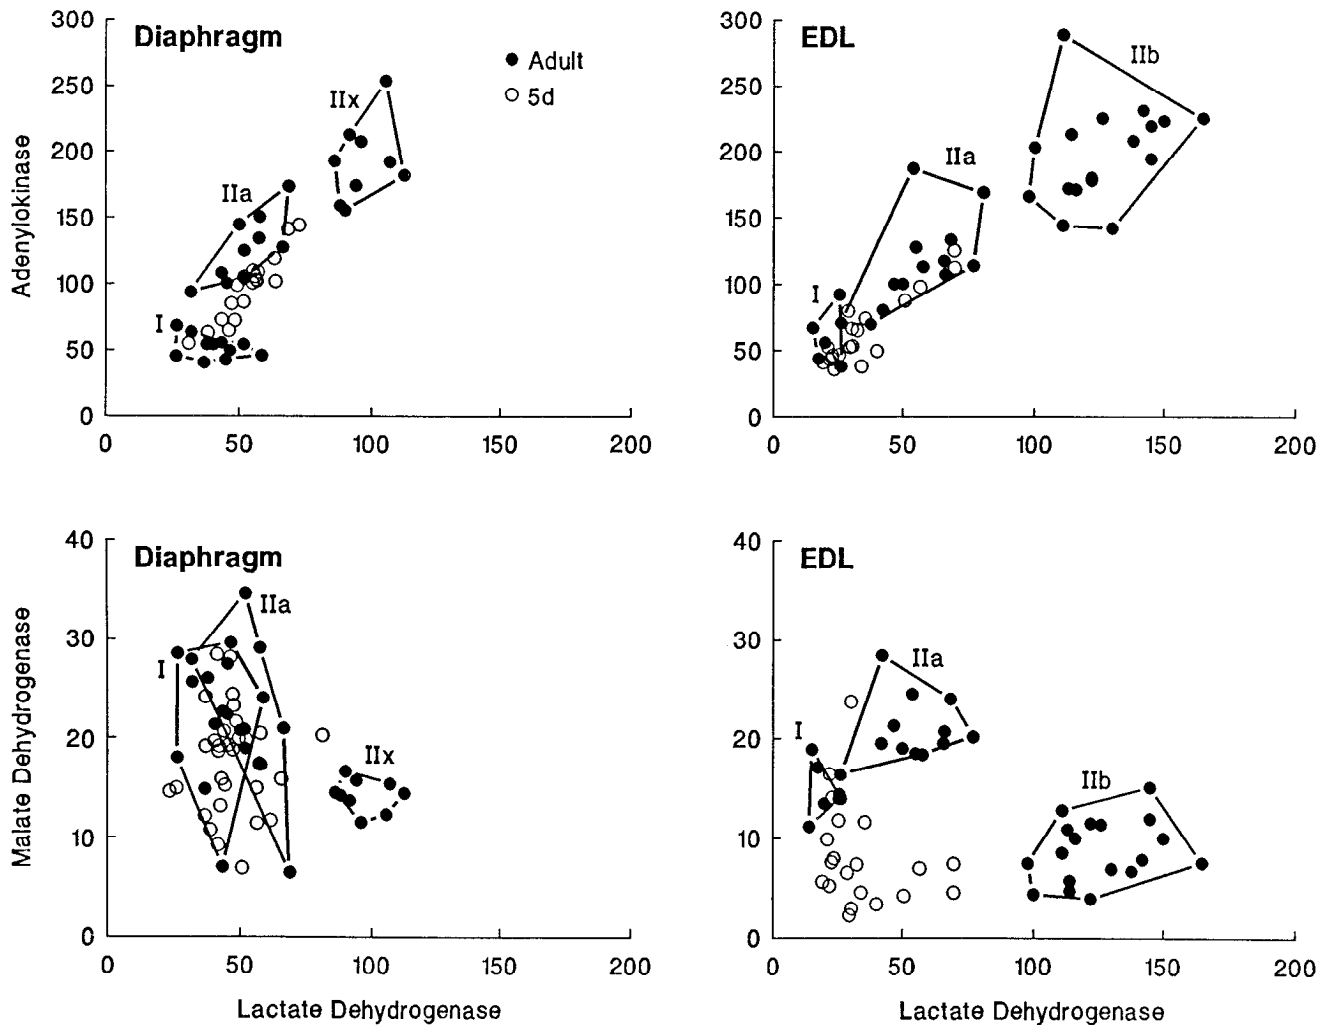 Diaphragm
Adult
5d
IIx
IIa
I
Adenylokinase
300
250
200
150
100
50
0
0 50 100 150 200
EDL
IIb
IIa
I
300
250
200
150
100
50
0
0 50 100 150 200
Diaphragm
IIa
I
IIx
Malate Dehydrogenase
40
30
20
10
0
0 50 100 150 200
Lactate Dehydrogenase
EDL
IIa
I
IIb
40
30
20
10
0
0 50 100 150 200
Lactate Dehydrogenase